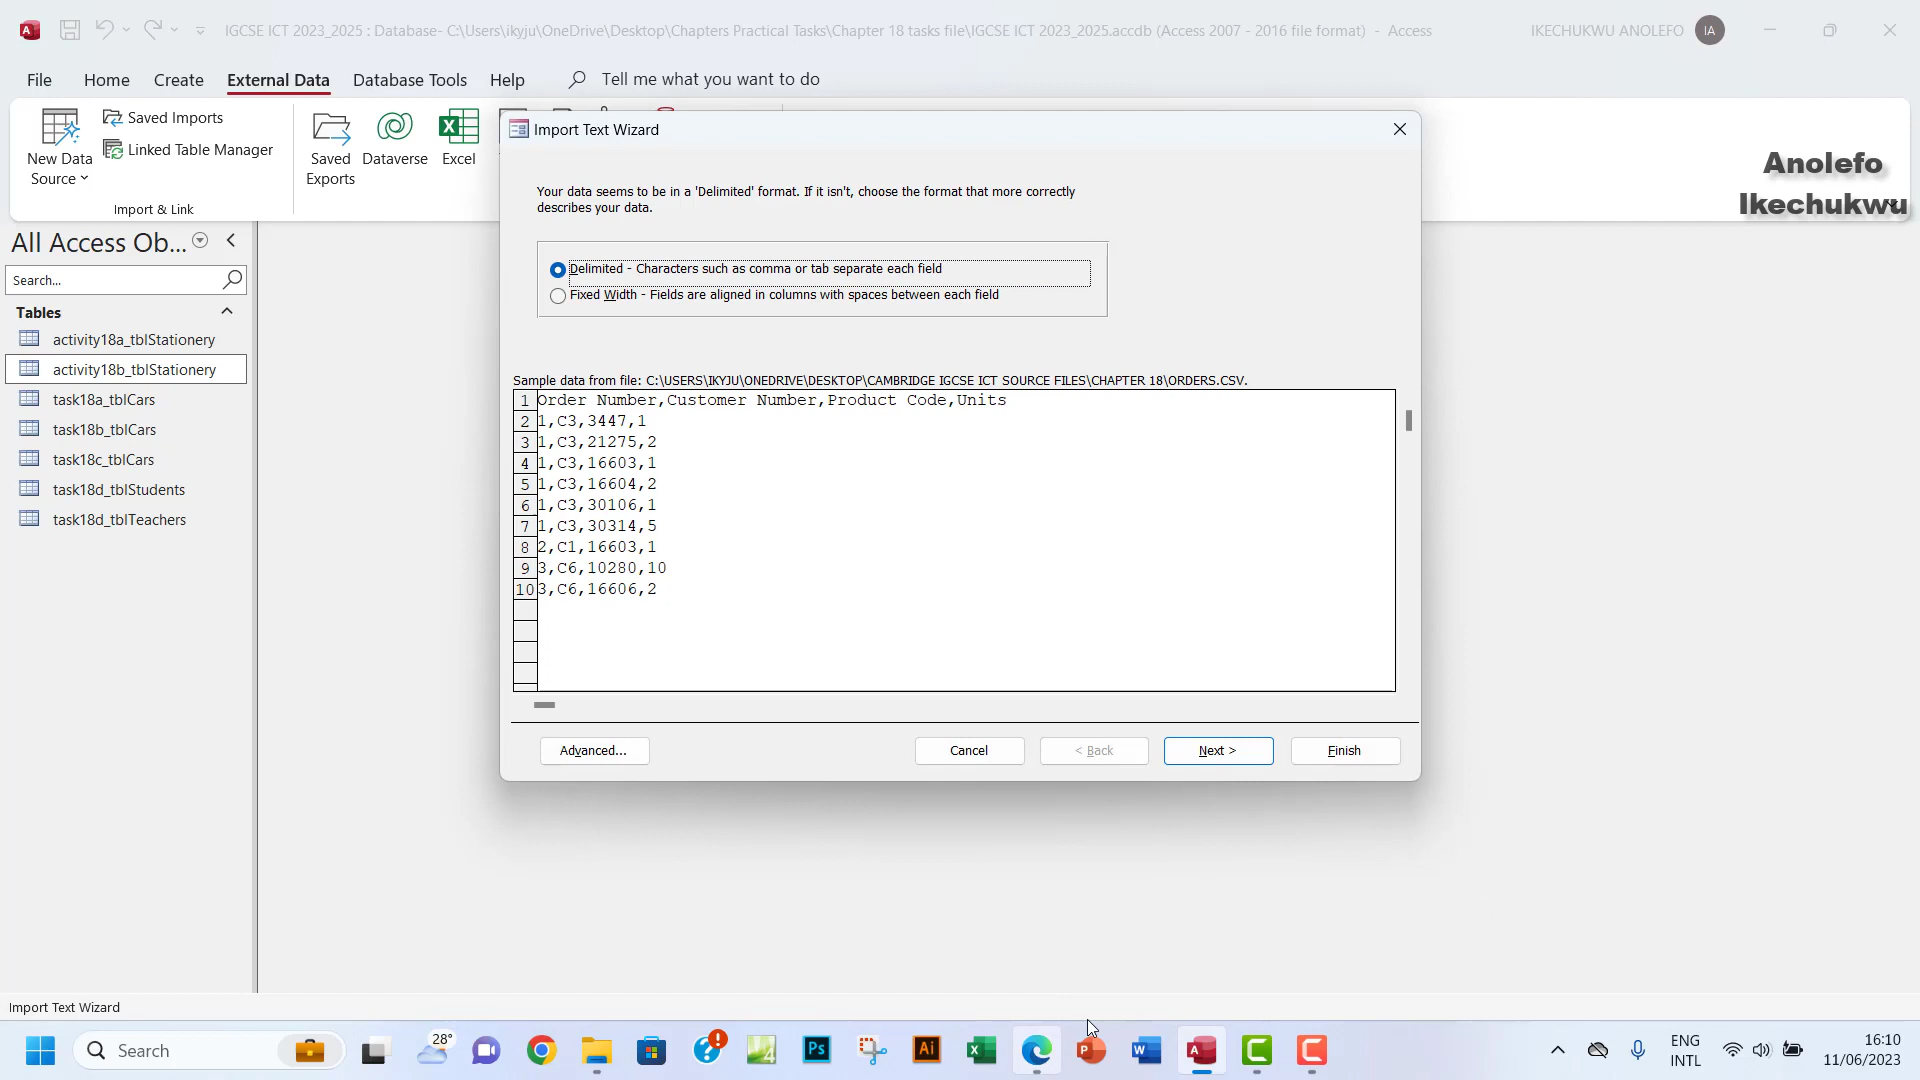 IGCSE ICT 2023_2025 : Database- C:\Users\ikyju\OneDrive\Desktop\Chapters Practical Tasks\Chapter 18 tasks file\IGCSE ICT 2023_2025.accdb (Access 2007 - 2016 file format) - Access
IKECHUKWU ANOLEFO
IA
File
Home
Create
External Data
Database Tools
Help
Tell me what you want to do
New Data Source
Saved Imports
Linked Table Manager
Import & Link
Saved Exports
Dataverse
Excel
Anolefo
Ikechukwu
All Access Ob...
Search...
Tables
activity18a_tblStationery
activity18b_tblStationery
task18a_tblCars
task18b_tblCars
task18c_tblCars
task18d_tblStudents
task18d_tblTeachers
Import Text Wizard
Your data seems to be in a 'Delimited' format. If it isn't, choose the format that more correctly
describes your data.
Delimited - Characters such as comma or tab separate each field
Fixed Width - Fields are aligned in columns with spaces between each field
Sample data from file: C:\USERS\IKYJU\ONEDRIVE\DESKTOP\CAMBRIDGE IGCSE ICT SOURCE FILES\CHAPTER 18\ORDERS.CSV.
1 Order Number,Customer Number,Product Code,Units
2 1,C3,3447,1
3 1,C3,21275,2
4 1,C3,16603,1
5 1,C3,16604,2
6 1,C3,30106,1
7 1,C3,30314,5
8 2,C1,16603,1
9 3,C6,10280,10
10 3,C6,16606,2
Advanced...
Cancel
< Back
Next >
Finish
Import Text Wizard
Search
28°
Ps
Ai
ENG
INTL
16:10
11/06/2023